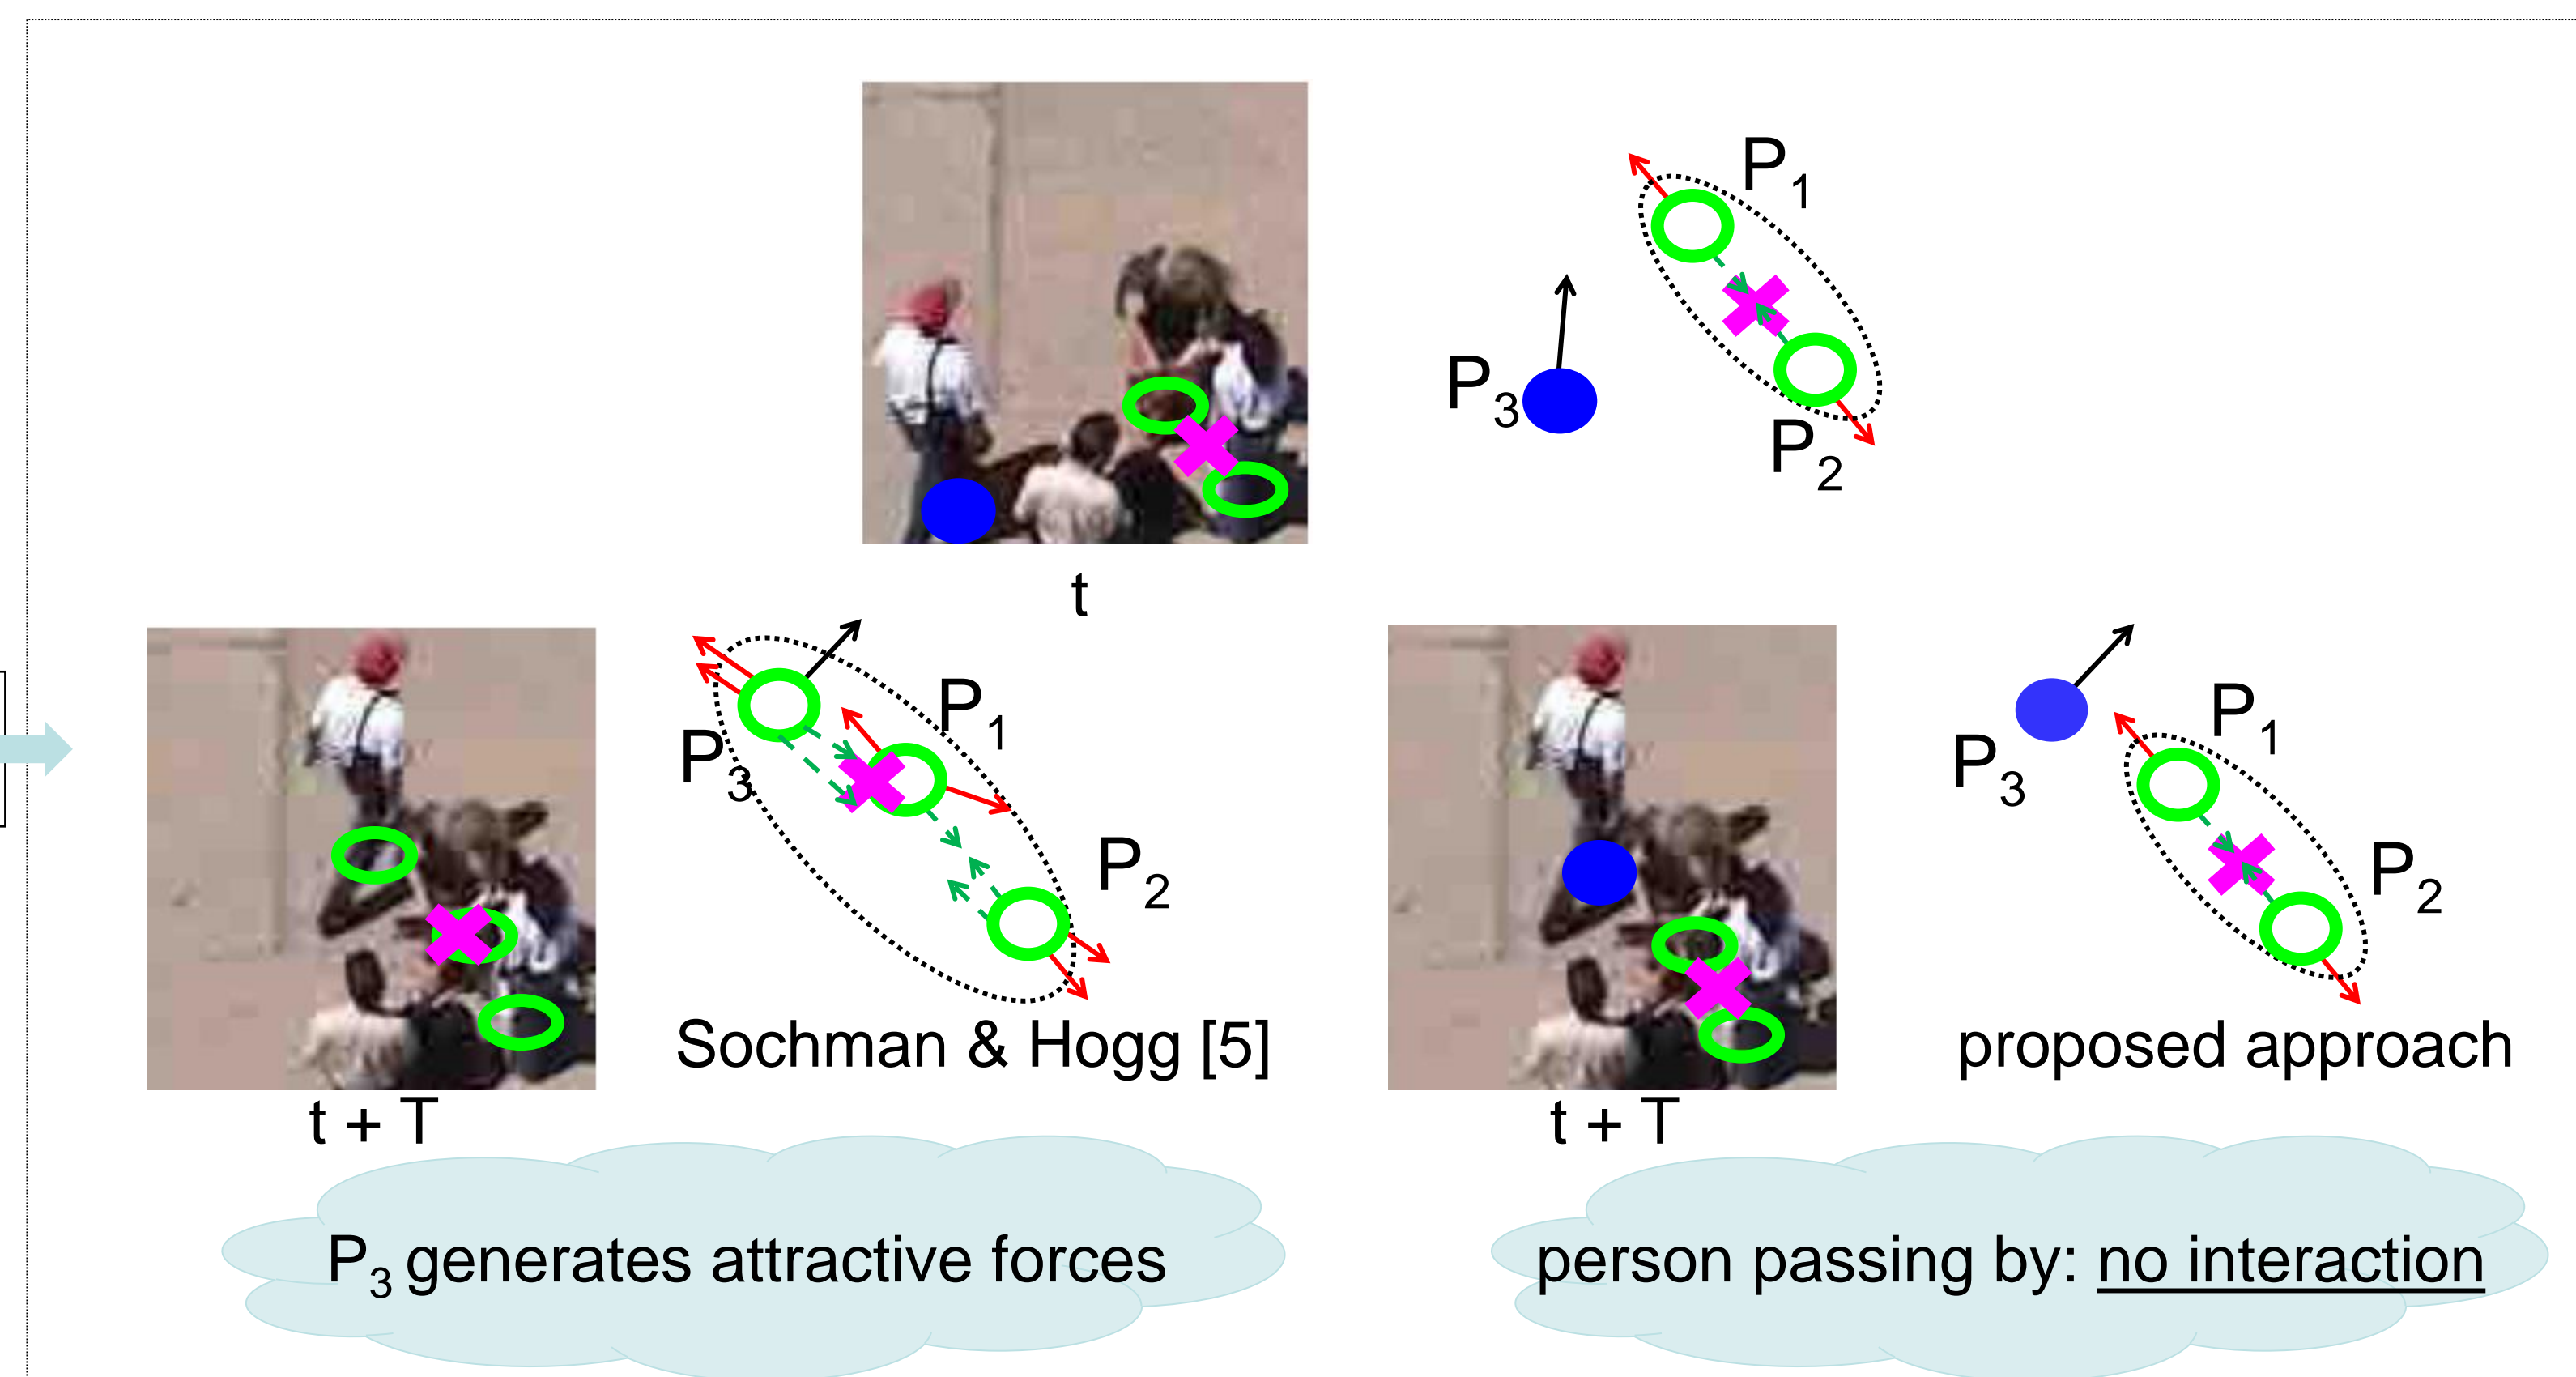 P1
P3
P2
t
P1
P3
P2
Sochman & Hogg [5]
t + T
P1
P3
P2
proposed approach
t + T
P3 generates attractive forces
person passing by: no interaction